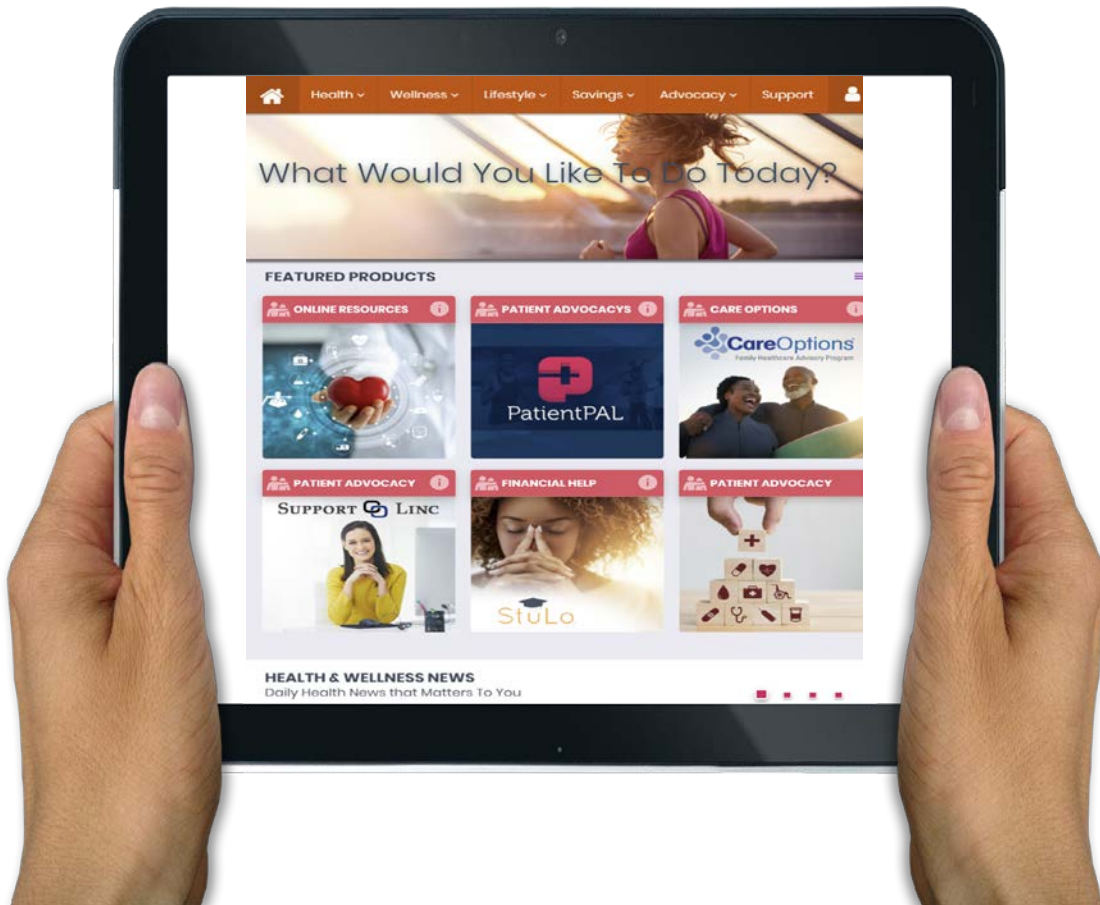 Health Wellness Lifestyle Savings Advocacy Support
What Would You Like To Do Today?
FEATURED PRODUCTS
ONLINE RESOURCES PATIENT ADVOCACYS CARE OPTIONS
CareOptions
Family Healthcare Advisory Program
PatientPAL
PATIENT ADVOCACY FINANCIAL HELP PATIENT ADVOCACY
SUPPORT LINC
StuLo
HEALTH & WELLNESS NEWS
Daily Health News that Matters To You